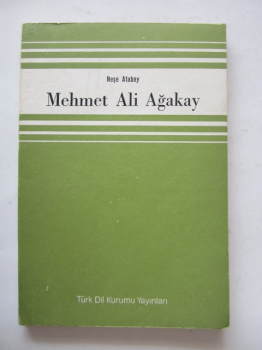 Neşe Atabay
Mehmet Ali Ağakay
Türk Dil Kurumu Yayınları